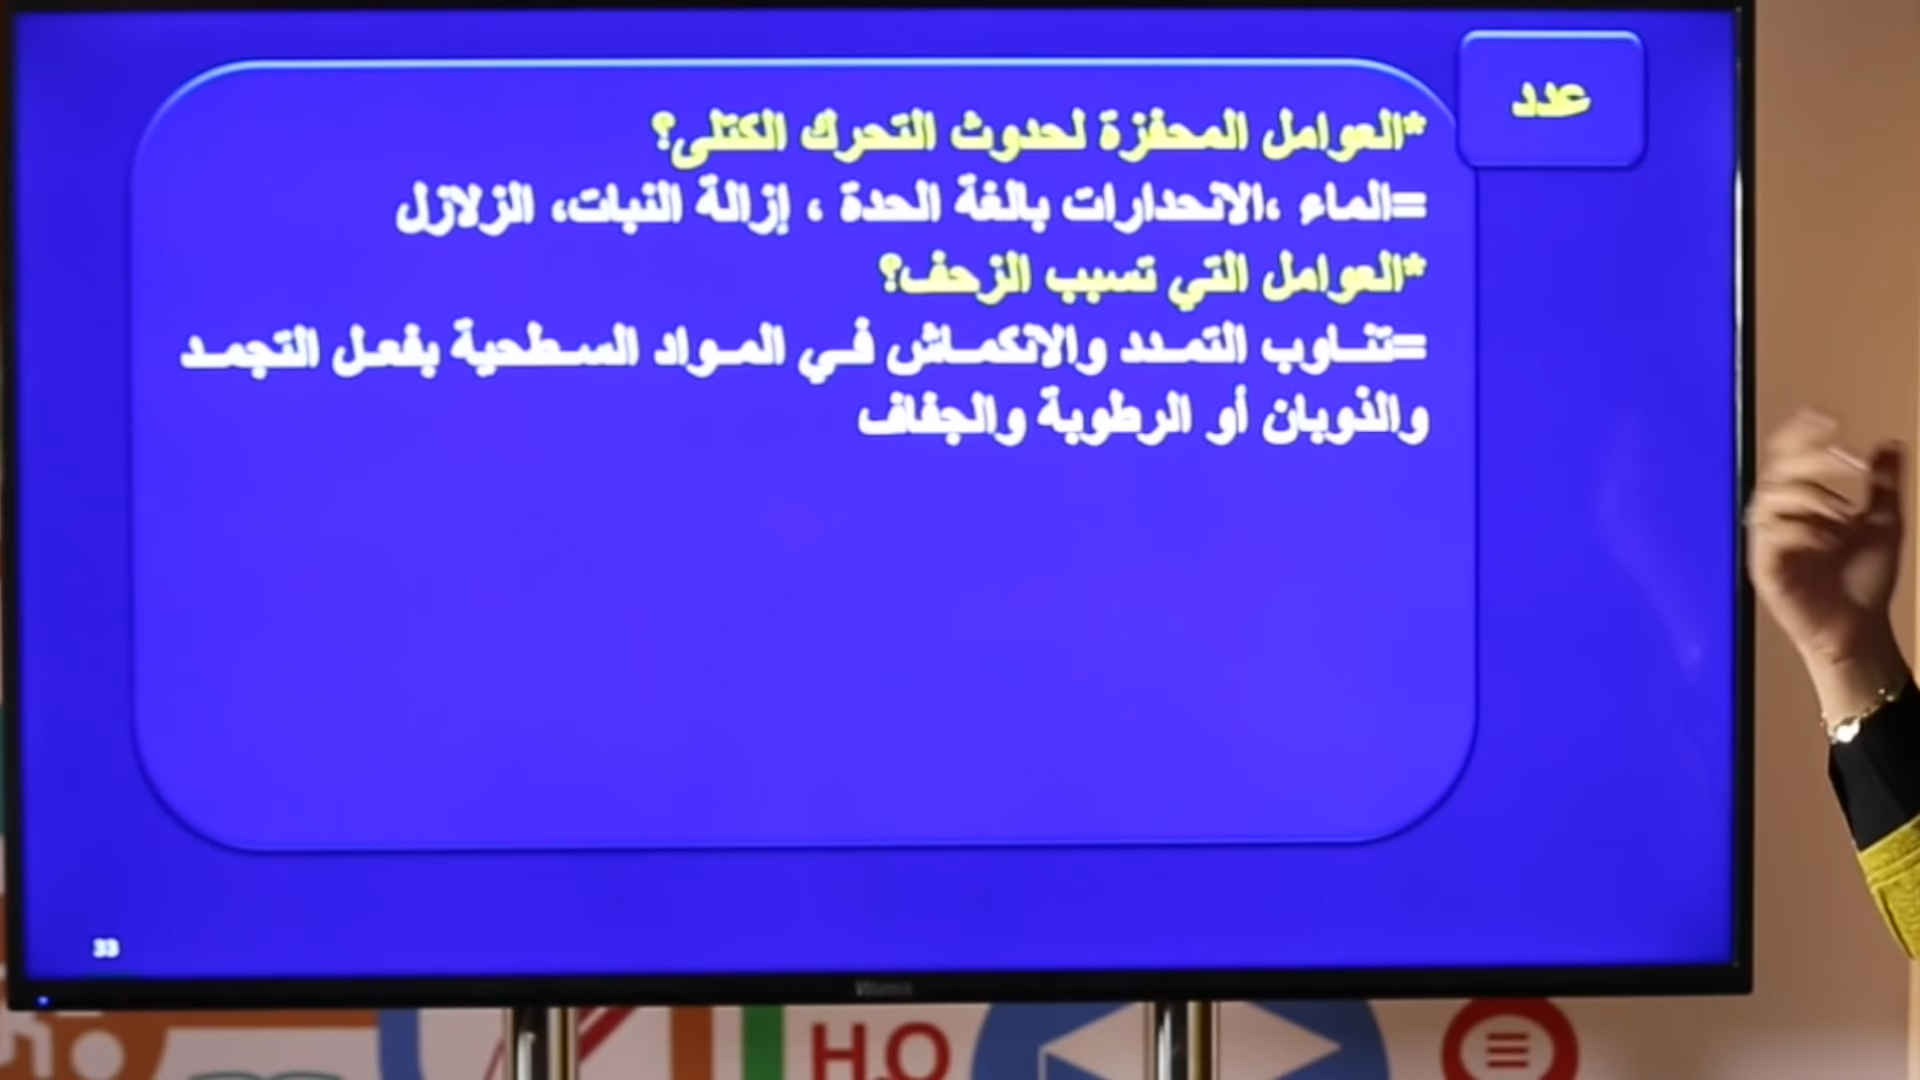 عدد
*العوامل المحفزة لحدوث التحرك الكتلى؟
=الماء ،الانحدارات بالغة الحدة ، إزالة النبات، الزلازل
*العوامل التي تسبب الزحف؟
=تناوب التمدد والانكماش في المواد السطحية بفعل التجمد
والذوبان أو الرطوبة والجفاف
33
H₂O